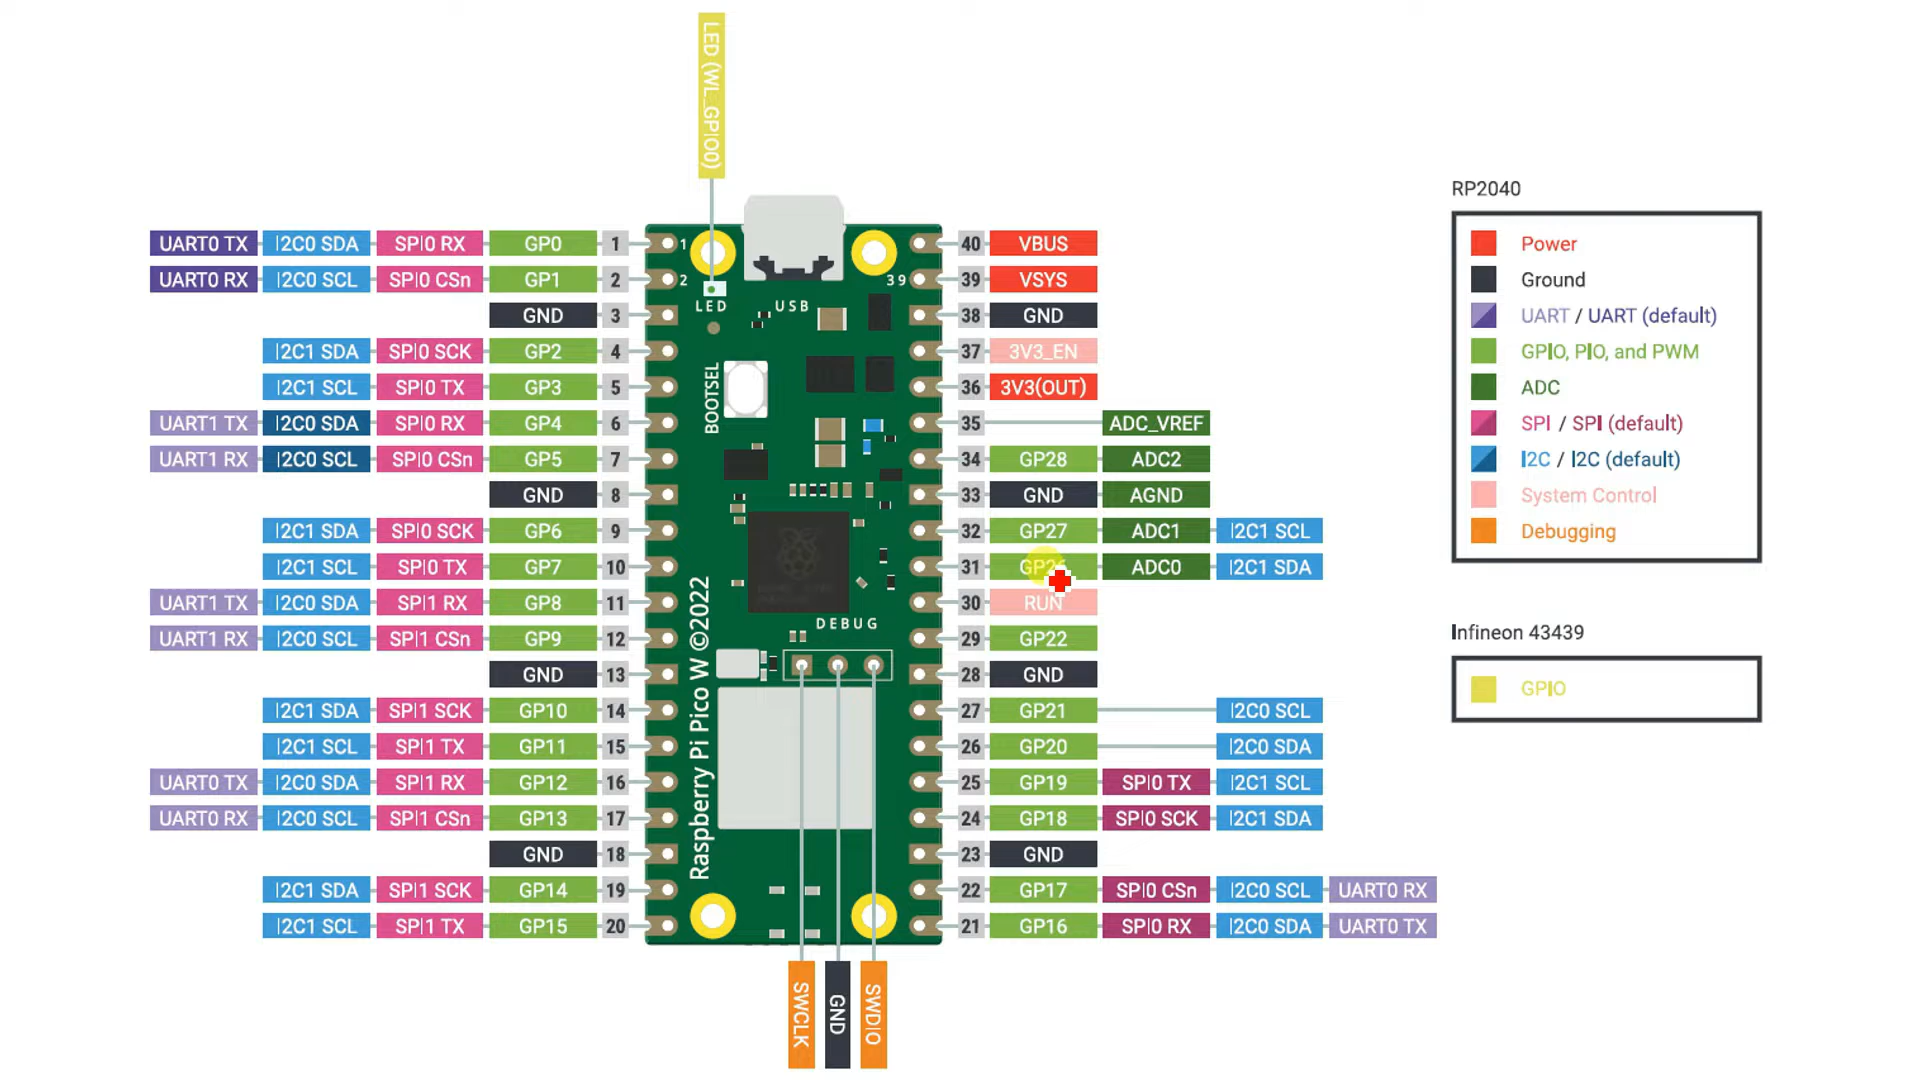 LED (WL_GPIO0)
UART0 TX I2C0 SDA SPI0 RX GP0 1 1 40 VBUS
UART0 RX I2C0 SCL SPI0 CSn GP1 2 2 39 39 VSYS
LED USB
GND 3 38 GND
I2C1 SDA SPI0 SCK GP2 4 37 3V3_EN
I2C1 SCL SPI0 TX GP3 5 36 3V3(OUT)
BOOTSEL
UART1 TX I2C0 SDA SPI0 RX GP4 6 35 ADC_VREF
UART1 RX I2C0 SCL SPI0 CSn GP5 7 34 GP28 ADC2
GND 8 33 GND AGND
I2C1 SDA SPI0 SCK GP6 9 32 GP27 ADC1 I2C1 SCL
I2C1 SCL SPI0 TX GP7 10 31 ADC0 I2C1 SDA
UART1 TX I2C0 SDA SPI1 RX GP8 11 30 RUN
DEBUG
UART1 RX I2C0 SCL SPI1 CSn GP9 12 29 GP22
GND 13 28 GND
Raspberry Pi Pico W ©2022
I2C1 SDA SPI1 SCK GP10 14 27 GP21 I2C0 SCL
I2C1 SCL SPI1 TX GP11 15 26 GP20 I2C0 SDA
UART0 TX I2C0 SDA SPI1 RX GP12 16 25 GP19 SPI0 TX I2C1 SCL
UART0 RX I2C0 SCL SPI1 CSn GP13 17 24 GP18 SPI0 SCK I2C1 SDA
GND 18 23 GND
I2C1 SDA SPI1 SCK GP14 19 22 GP17 SPI0 CSn I2C0 SCL UART0 RX
I2C1 SCL SPI1 TX GP15 20 21 GP16 SPI0 RX I2C0 SDA UART0 TX
SWCLK
GND
SWDIO
RP2040
Power
Ground
UART / UART (default)
GPIO, PIO, and PWM
ADC
SPI / SPI (default)
I2C / I2C (default)
System Control
Debugging
Infineon 43439
GPIO